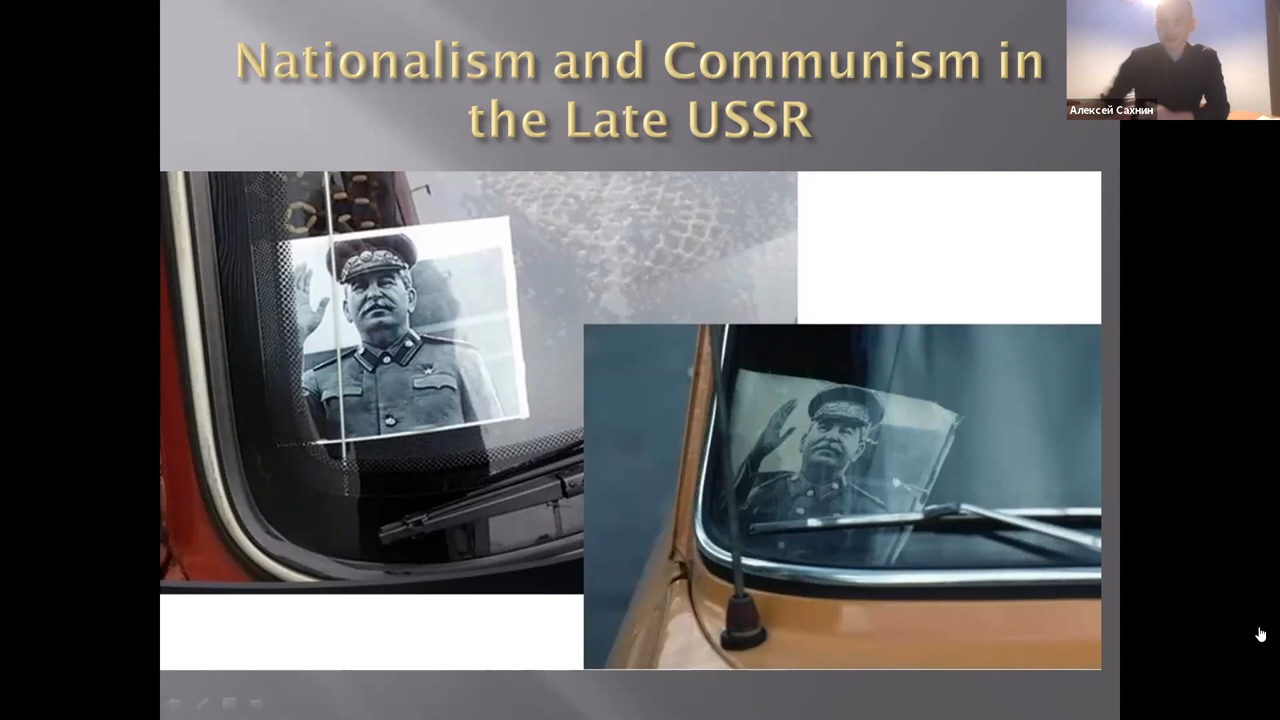 Nationalism and Communism in
the Late USSR
Алексей Сахнин